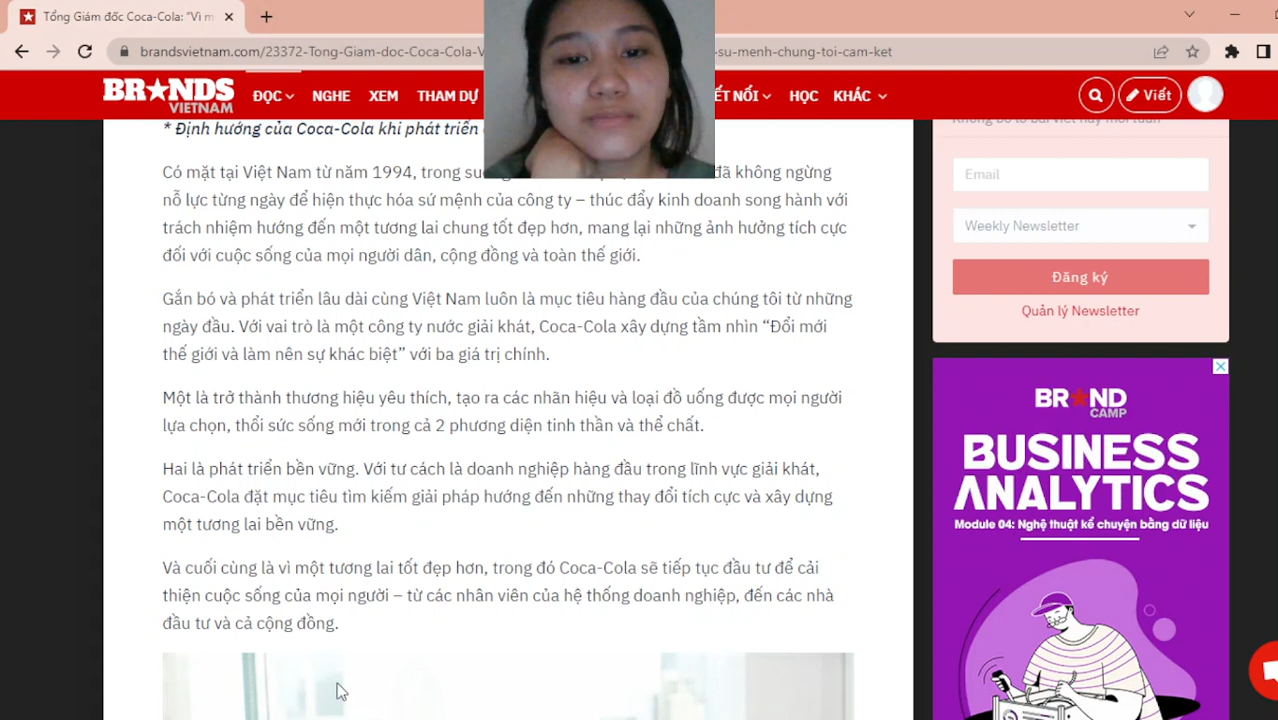 Tổng Giám đốc Coca-Cola: "Vì m
brandsvietnam.com/23372-Tong-Giam-doc-Coca-Cola-V
su-menh-chung-toi-cam-ket
BRANDS
VIETNAM
ĐỌC
NGHE
XEM
THAM DỰ
ẾT NỐI
HỌC
KHÁC
Viết
* Định hướng của Coca-Cola khi phát triển
Có mặt tại Việt Nam từ năm 1994, trong
đã không ngừng
nỗ lực từng ngày để hiện thực hóa sứ mệnh của công ty – thúc đẩy kinh doanh song hành với
trách nhiệm hướng đến một tương lai chung tốt đẹp hơn, mang lại những ảnh hưởng tích cực
đối với cuộc sống của mọi người dân, cộng đồng và toàn thế giới.
Gắn bó và phát triển lâu dài cùng Việt Nam luôn là mục tiêu hàng đầu của chúng tôi từ những
ngày đầu. Với vai trò là một công ty nước giải khát, Coca-Cola xây dựng tầm nhìn “Đổi mới
thế giới và làm nên sự khác biệt” với ba giá trị chính.
Một là trở thành thương hiệu yêu thích, tạo ra các nhãn hiệu và loại đồ uống được mọi người
lựa chọn, thổi sức sống mới trong cả 2 phương diện tinh thần và thể chất.
Hai là phát triển bền vững. Với tư cách là doanh nghiệp hàng đầu trong lĩnh vực giải khát,
Coca-Cola đặt mục tiêu tìm kiếm giải pháp hướng đến những thay đổi tích cực và xây dựng
một tương lai bền vững.
Và cuối cùng là vì một tương lai tốt đẹp hơn, trong đó Coca-Cola sẽ tiếp tục đầu tư để cải
thiện cuộc sống của mọi người – từ các nhân viên của hệ thống doanh nghiệp, đến các nhà
đầu tư và cả cộng đồng.
Email
Weekly Newsletter
Đăng ký
Quản lý Newsletter
BRAND
CAMP
BUSINESS
ANALYTICS
Module 04: Nghệ thuật kể chuyện bằng dữ liệu